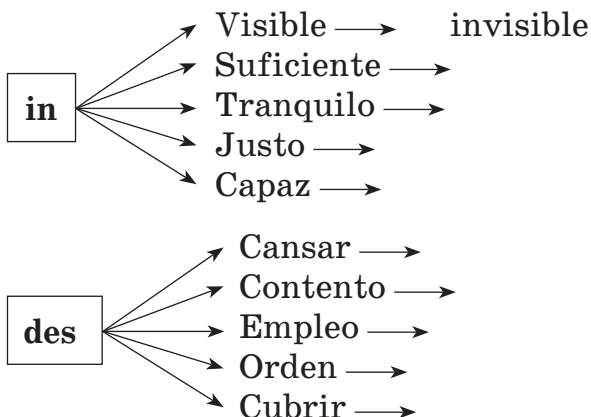 Visible invisible
Suficiente
in Tranquilo
Justo
Capaz
Cansar
Contento
des Empleo
Orden
Cubrir